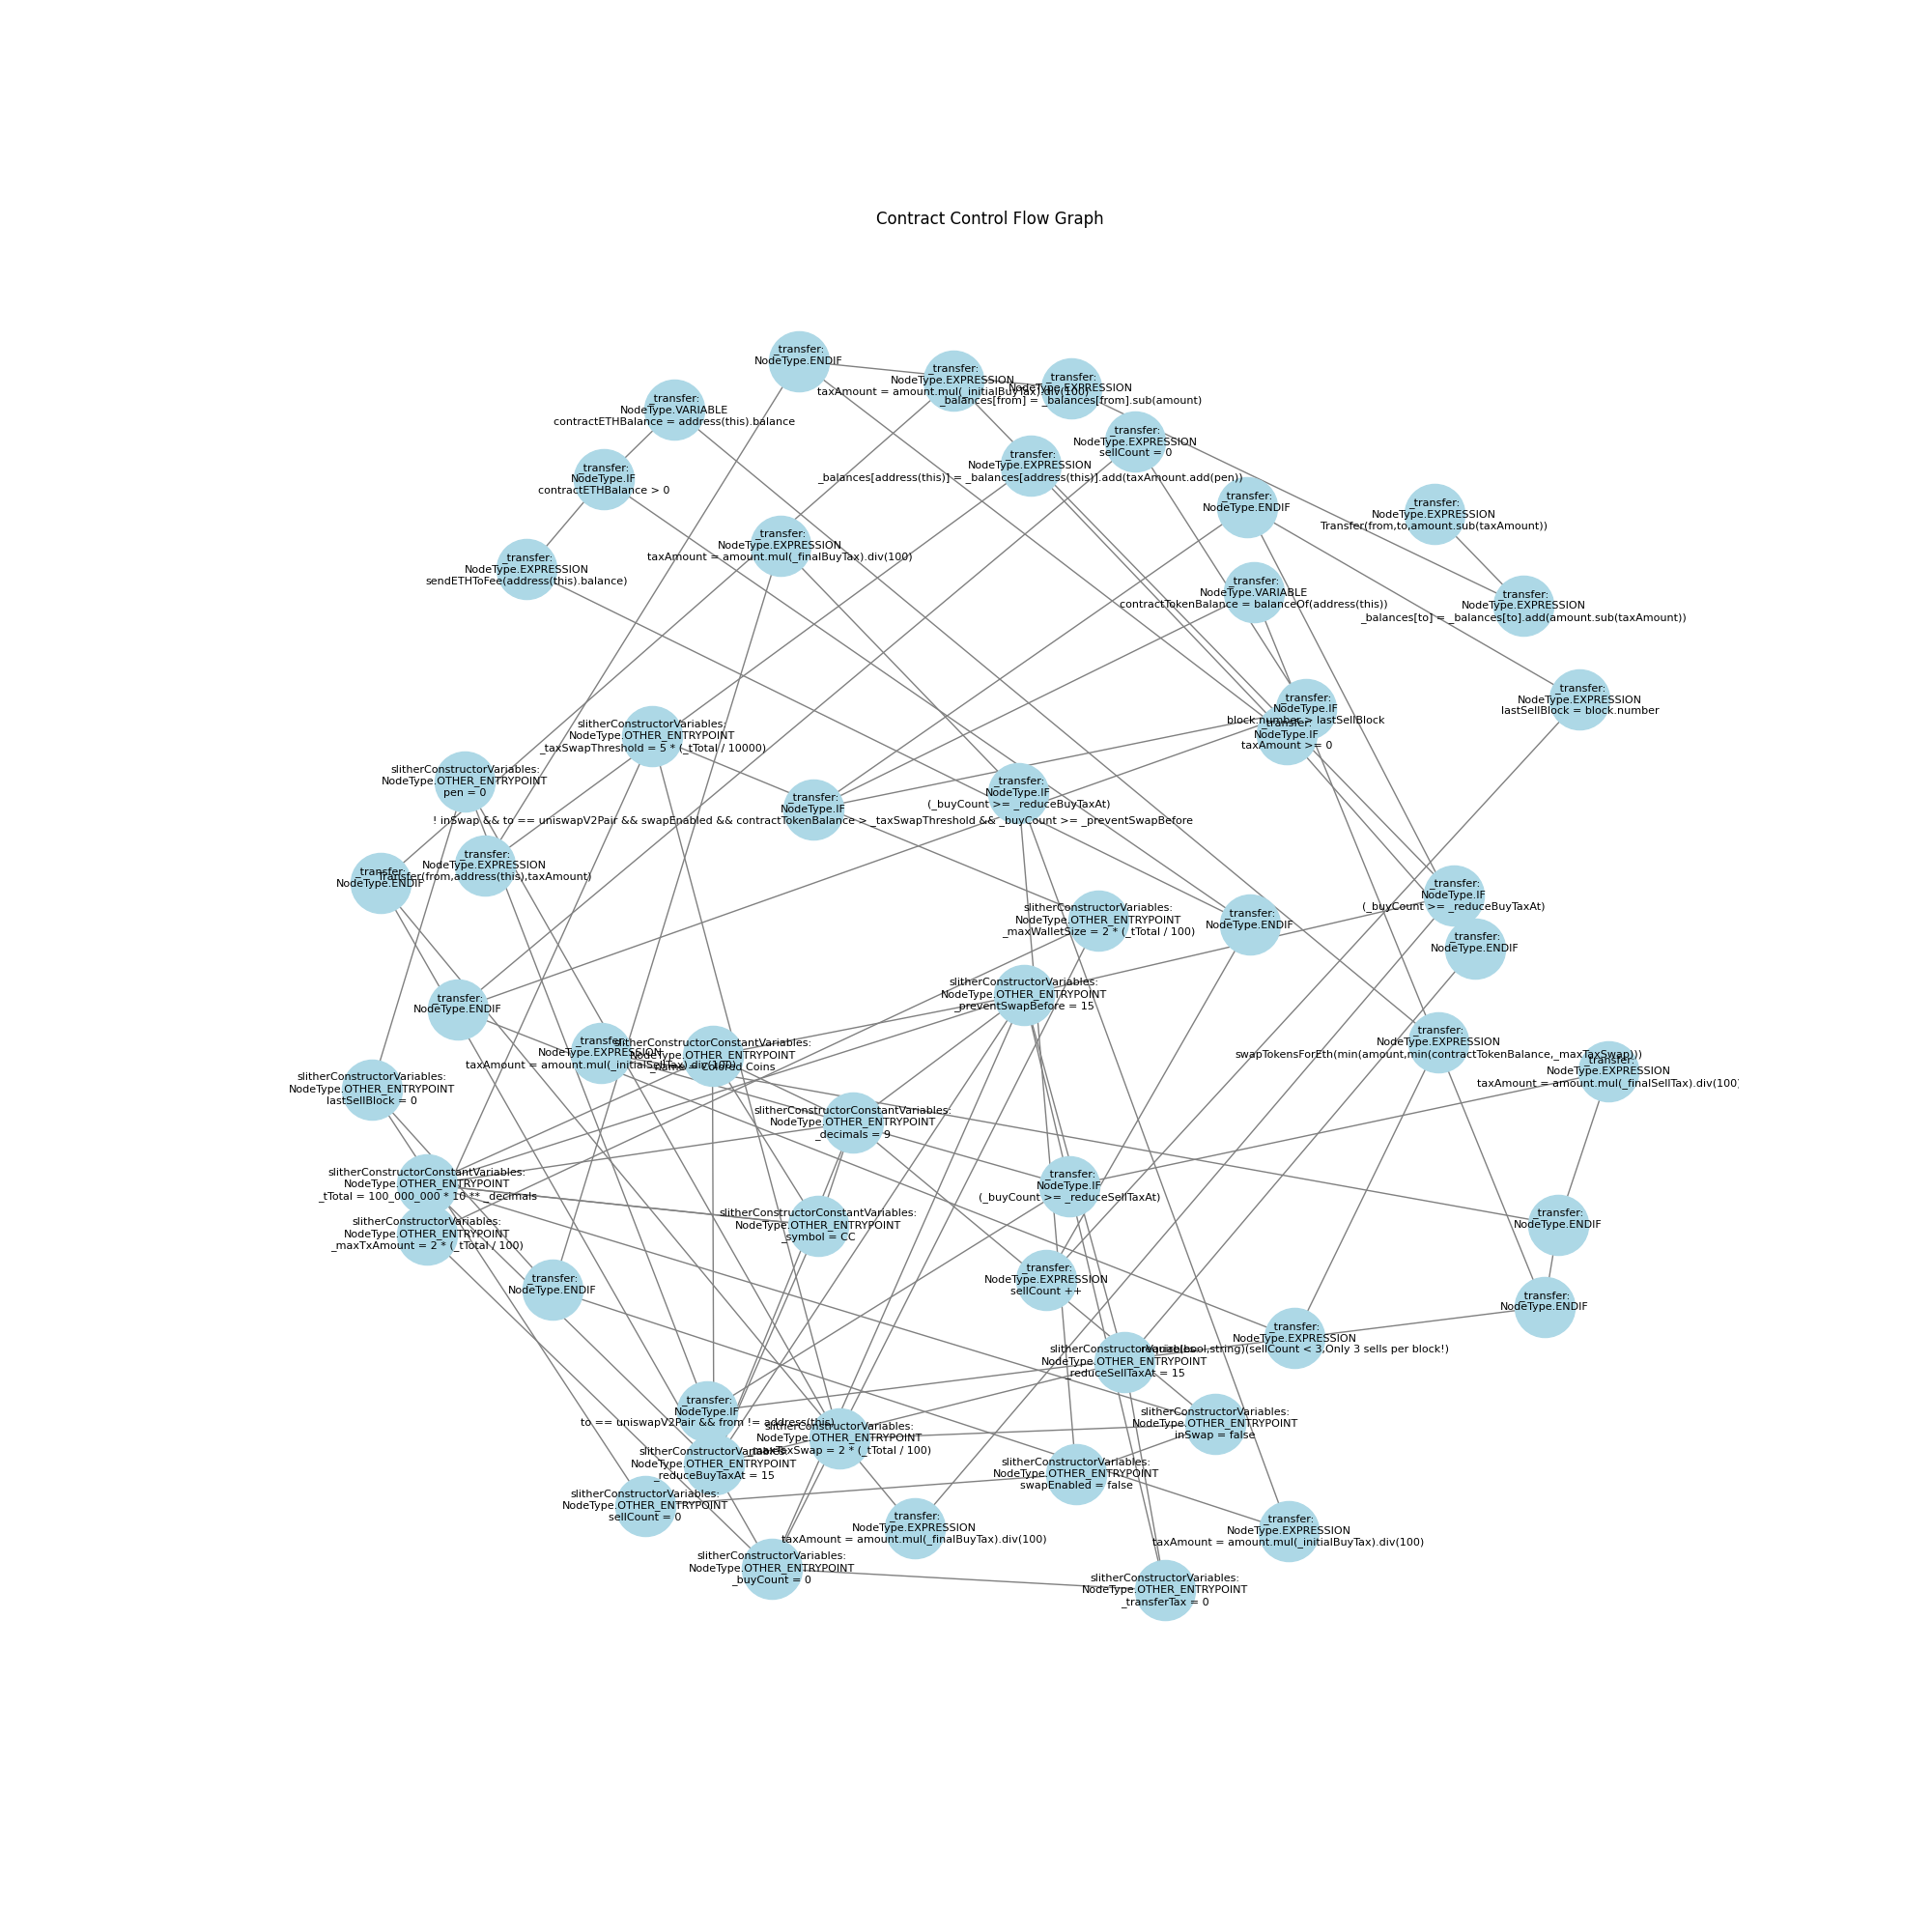 Contract Control Flow Graph
_transfer:
NodeType.ENDIF
_transfer:
NodeType.EXPRESSION
taxAmount = amount.mul(_initialBuyTax).div(100)
_transfer:
NodeType.EXPRESSION
_balances[from] = _balances[from].sub(amount)
_transfer:
NodeType.VARIABLE
contractETHBalance = address(this).balance
_transfer:
NodeType.EXPRESSION
sellCount = 0
_transfer:
NodeType.EXPRESSION
_balances[address(this)] = _balances[address(this)].add(taxAmount.add(pen))
_transfer:
NodeType.IF
contractETHBalance > 0
_transfer:
NodeType.ENDIF
_transfer:
NodeType.EXPRESSION
Transfer(from,to,amount.sub(taxAmount))
_transfer:
NodeType.EXPRESSION
taxAmount = amount.mul(_finalBuyTax).div(100)
_transfer:
NodeType.EXPRESSION
sendETHToFee(address(this).balance)
_transfer:
NodeType.VARIABLE
contractTokenBalance = balanceOf(address(this))
_transfer:
NodeType.EXPRESSION
_balances[to] = _balances[to].add(amount.sub(taxAmount))
_transfer:
NodeType.EXPRESSION
lastSellBlock = block.number
_transfer:
NodeType.IF
block.number > lastSellBlock
_transfer:
NodeType.IF
taxAmount >= 0
slitherConstructorVariables:
NodeType.OTHER_ENTRYPOINT
_taxSwapThreshold = 5 * (_tTotal / 10000)
slitherConstructorVariables:
NodeType.OTHER_ENTRYPOINT
pen = 0
_transfer:
NodeType.IF
(_buyCount >= _reduceBuyTaxAt)
_transfer:
NodeType.IF
! inSwap && to == uniswapV2Pair && swapEnabled && contractTokenBalance > _taxSwapThreshold && _buyCount >= _preventSwapBefore
_transfer:
NodeType.EXPRESSION
Transfer(from,address(this),taxAmount)
_transfer:
NodeType.ENDIF
_transfer:
NodeType.IF
(_buyCount >= _reduceBuyTaxAt)
slitherConstructorVariables:
NodeType.OTHER_ENTRYPOINT
_maxWalletSize = 2 * (_tTotal / 100)
_transfer:
NodeType.ENDIF
_transfer:
NodeType.ENDIF
slitherConstructorVariables:
NodeType.OTHER_ENTRYPOINT
_preventSwapBefore = 15
_transfer:
NodeType.ENDIF
_transfer:
NodeType.EXPRESSION
swapTokensForEth(min(amount,min(contractTokenBalance,_maxTaxSwap)))
_transfer:
NodeType.EXPRESSION
taxAmount = amount.mul(_initialSellTax).div(100)
slitherConstructorConstantVariables:
NodeType.OTHER_ENTRYPOINT
_name = Colored Coins
_transfer:
NodeType.EXPRESSION
taxAmount = amount.mul(_finalSellTax).div(100)
slitherConstructorVariables:
NodeType.OTHER_ENTRYPOINT
lastSellBlock = 0
slitherConstructorConstantVariables:
NodeType.OTHER_ENTRYPOINT
_decimals = 9
slitherConstructorConstantVariables:
NodeType.OTHER_ENTRYPOINT
_tTotal = 100_000_000 * 10 ** _decimals
_transfer:
NodeType.IF
(_buyCount >= _reduceSellTaxAt)
slitherConstructorConstantVariables:
NodeType.OTHER_ENTRYPOINT
_symbol = CC
_transfer:
NodeType.ENDIF
slitherConstructorVariables:
NodeType.OTHER_ENTRYPOINT
_maxTxAmount = 2 * (_tTotal / 100)
_transfer:
NodeType.EXPRESSION
sellCount ++
_transfer:
NodeType.ENDIF
_transfer:
NodeType.ENDIF
_transfer:
NodeType.EXPRESSION
require(bool,string)(sellCount < 3,Only 3 sells per block!)
slitherConstructorVariables:
NodeType.OTHER_ENTRYPOINT
_reduceSellTaxAt = 15
_transfer:
NodeType.IF
to == uniswapV2Pair && from != address(this)
slitherConstructorVariables:
NodeType.OTHER_ENTRYPOINT
inSwap = false
slitherConstructorVariables:
NodeType.OTHER_ENTRYPOINT
_maxTaxSwap = 2 * (_tTotal / 100)
slitherConstructorVariables:
NodeType.OTHER_ENTRYPOINT
_reduceBuyTaxAt = 15
slitherConstructorVariables:
NodeType.OTHER_ENTRYPOINT
swapEnabled = false
slitherConstructorVariables:
NodeType.OTHER_ENTRYPOINT
sellCount = 0
_transfer:
NodeType.EXPRESSION
taxAmount = amount.mul(_finalBuyTax).div(100)
_transfer:
NodeType.EXPRESSION
taxAmount = amount.mul(_initialBuyTax).div(100)
slitherConstructorVariables:
NodeType.OTHER_ENTRYPOINT
_buyCount = 0
slitherConstructorVariables:
NodeType.OTHER_ENTRYPOINT
_transferTax = 0